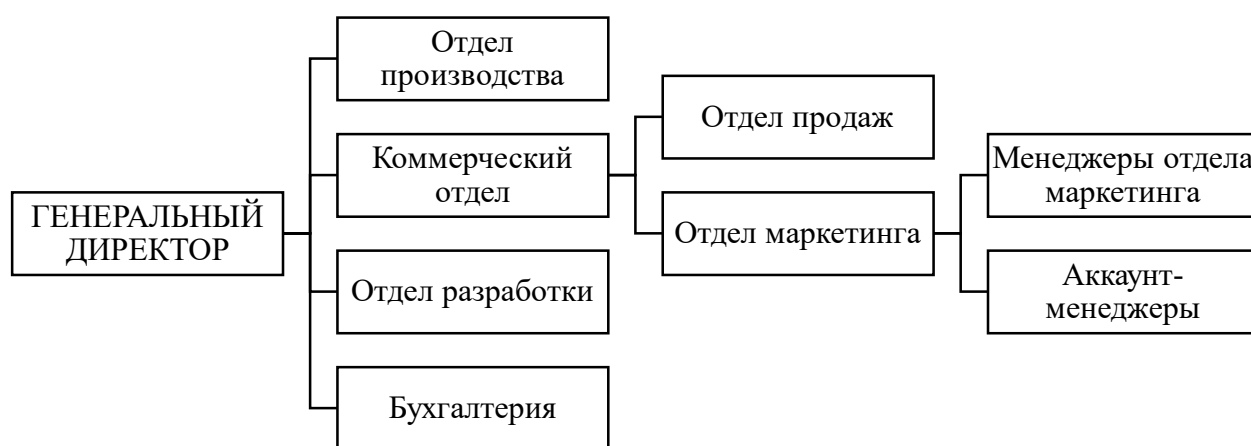 ГЕНЕРАЛЬНЫЙ
ДИРЕКТОР
Отдел
производства
Коммерческий
отдел
Отдел разработки
Бухгалтерия
Отдел продаж
Отдел маркетинга
Менеджеры отдела
маркетинга
Аккаунт-
менеджеры